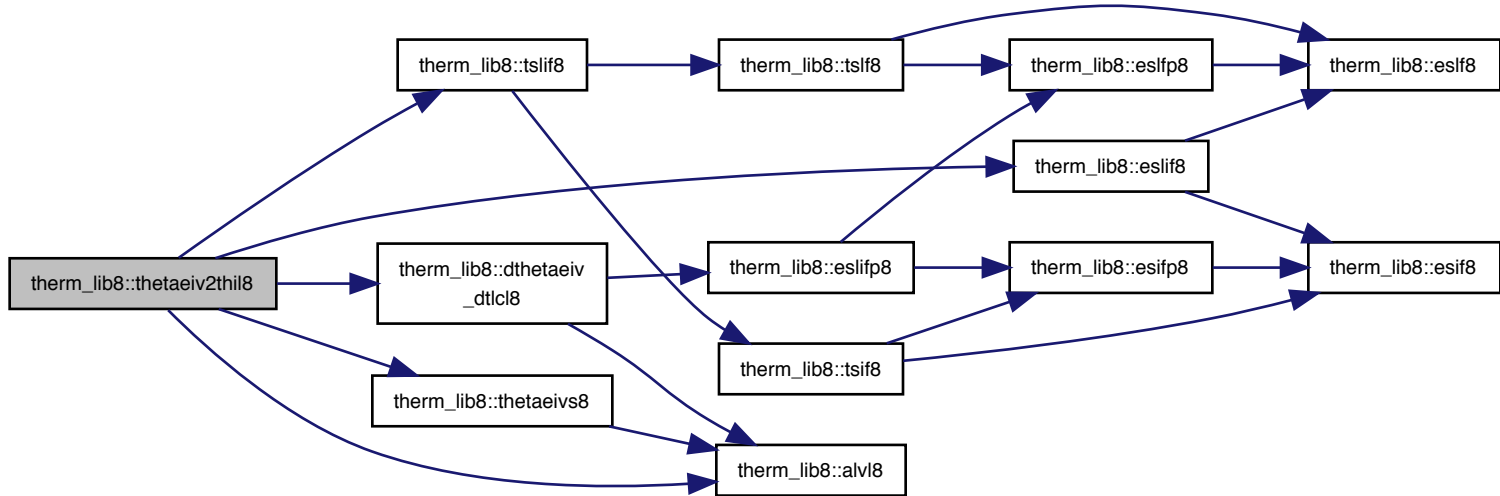 therm_lib8::thetaeiv2thil8
therm_lib8::tslif8
therm_lib8::dthetaeiv
_dtlcl8
therm_lib8::thetaeivs8
therm_lib8::tslf8
therm_lib8::eslifp8
therm_lib8::tsif8
therm_lib8::alvl8
therm_lib8::eslfp8
therm_lib8::eslif8
therm_lib8::esifp8
therm_lib8::eslf8
therm_lib8::esif8